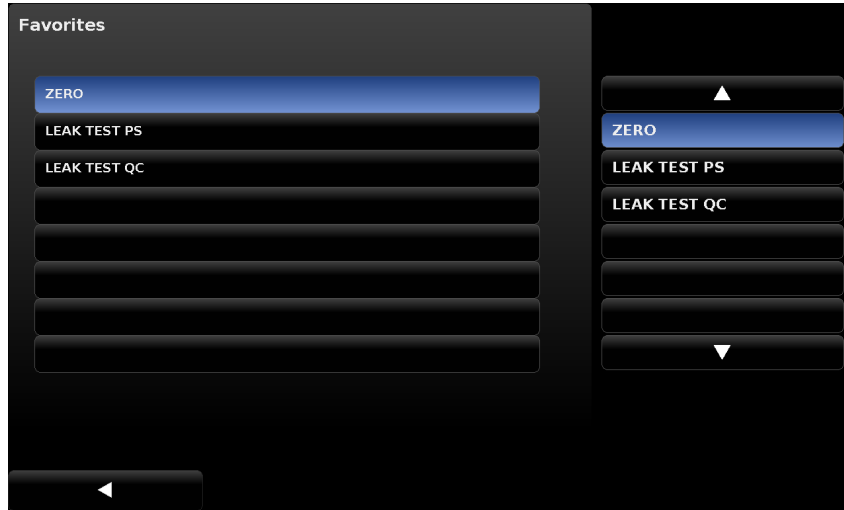 Favorites
ZERO
LEAK TEST PS
LEAK TEST QC
ZERO
LEAK TEST PS
LEAK TEST QC